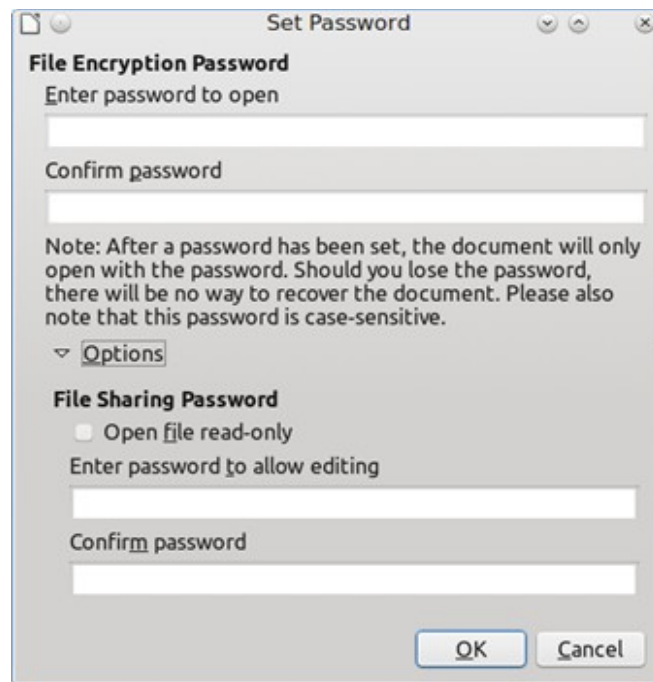 Set Password
File Encryption Password
Enter password to open
Confirm password
Note: After a password has been set, the document will only
open with the password. Should you lose the password,
there will be no way to recover the document. Please also
note that this password is case-sensitive.
Options
File Sharing Password
Open file read-only
Enter password to allow editing
Confirm password
OK Cancel